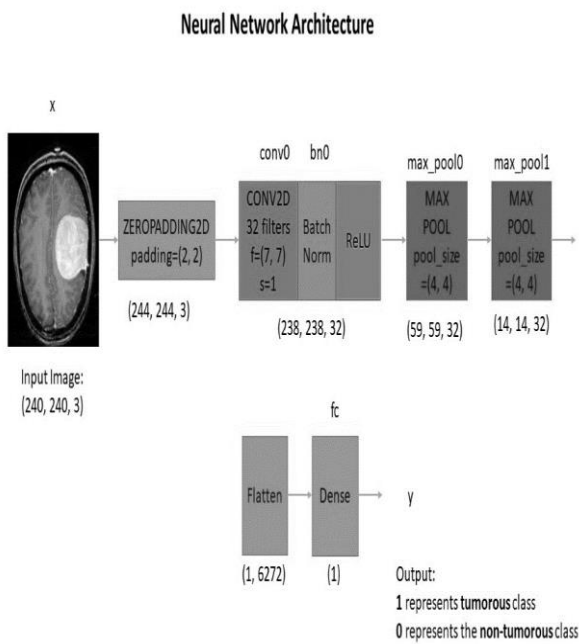 Neural Network Architecture
x
ZEROPADDING2D
padding=(2, 2)
(244, 244, 3)
Input Image:
(240, 240, 3)
conv0
bn0
CONV2D
32 filters
f=(7, 7)
s=1
Batch
Norm
ReLU
(238, 238, 32)
max_pool0
MAX
POOL
pool_size
=(4, 4)
(59, 59, 32)
max_pool1
MAX
POOL
pool_size
=(4, 4)
(14, 14, 32)
Flatten
(1, 6272)
fc
Dense
(1)
y
Output:
1 represents tumorous class
0 represents the non-tumorous class